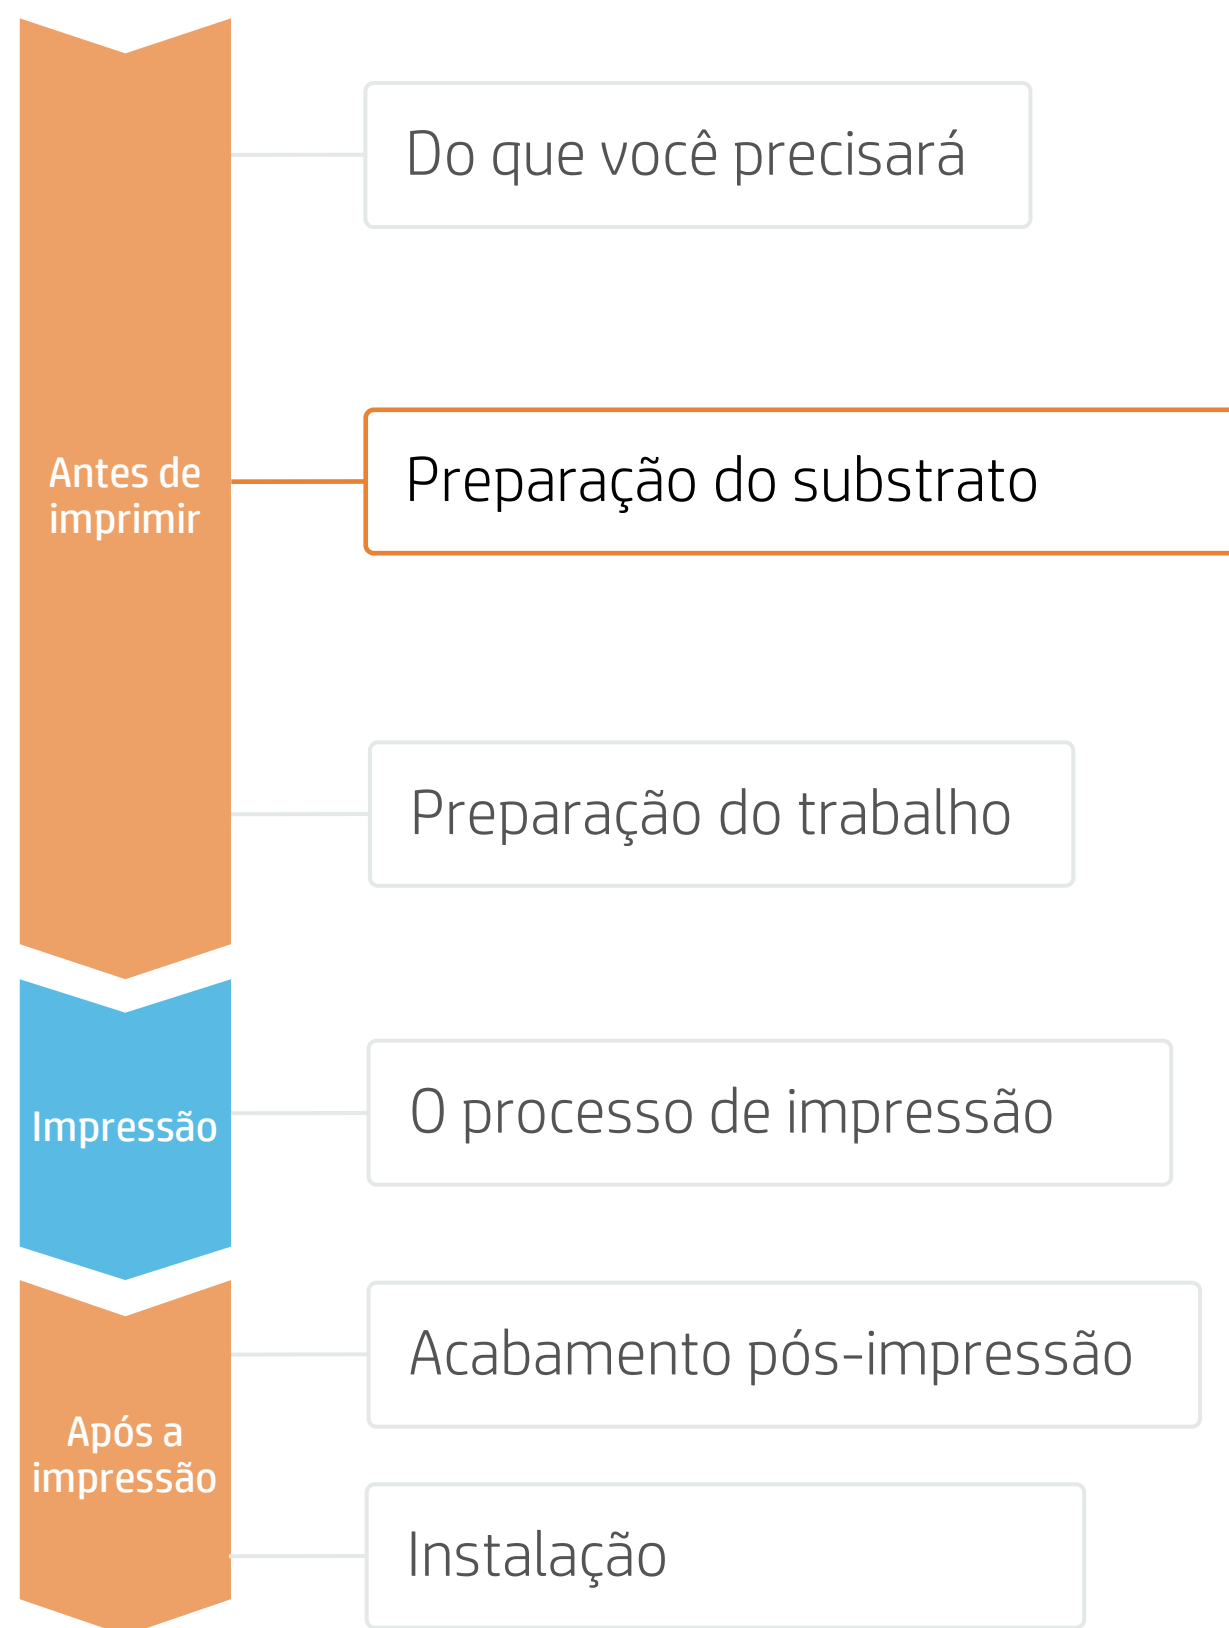 Do que você precisará
Antes de
imprimir
Preparação do substrato
Preparação do trabalho
Impressão
O processo de impressão
Acabamento pós-impressão
Após a
impressão
Instalação